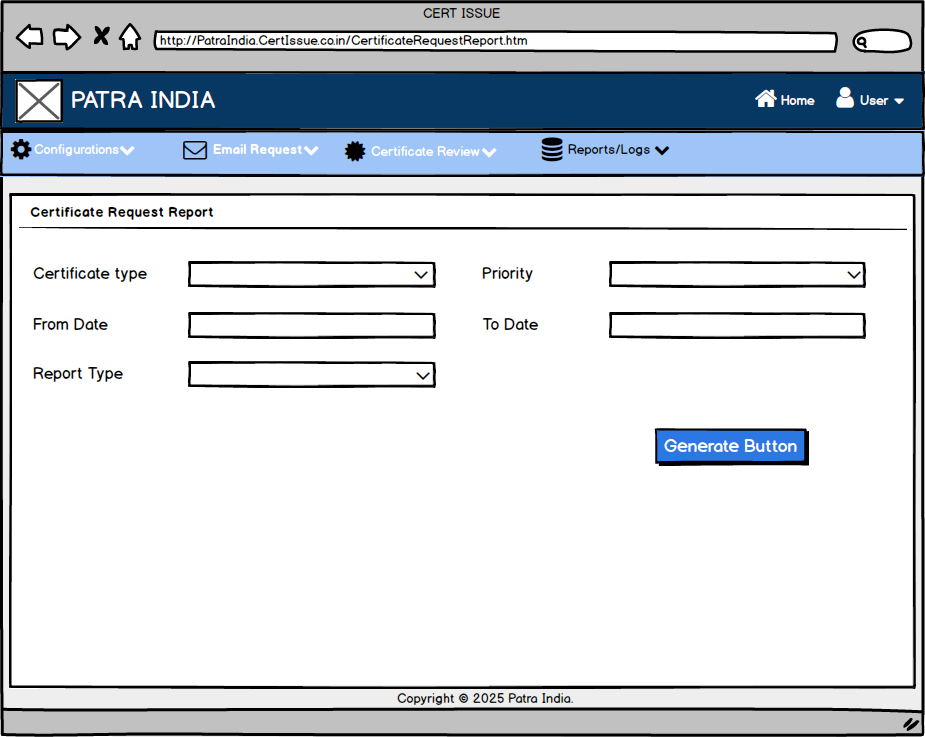 CERT ISSUE
http://PatraIndia.CertIssue.co.in/CertificateRequestReport.htm
PATRA INDIA
Home
User
Configurations
Email Request
Certificate Review
Reports/Logs
Certificate Request Report
Certificate type
Priority
From Date
To Date
Report Type
Generate Button
Copyright © 2025 Patra India.